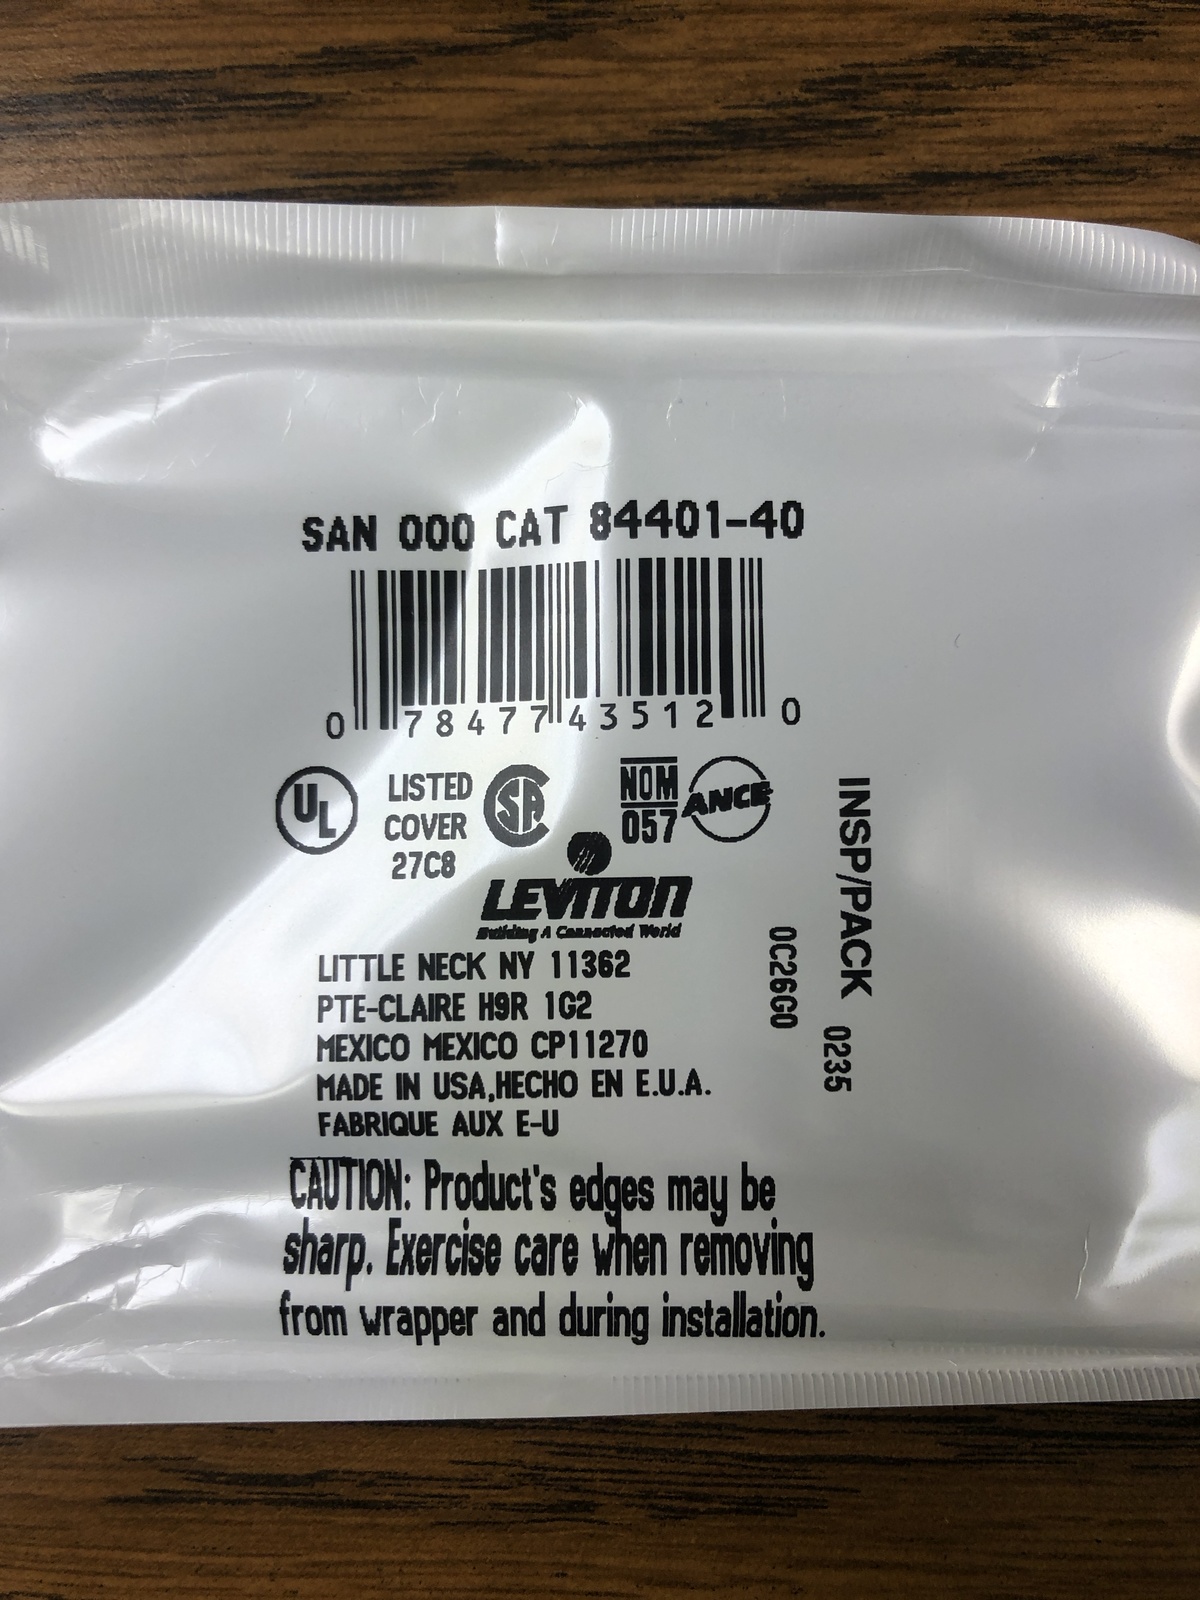 SAN 000 CAT 84401-40
0 78477 43512 0
UL
LISTED
COVER
27C8
CSA
NOM
057
ANCE
LEVITON
Building A Connected World
LITTLE NECK NY 11362
PTE-CLAIRE H9R 1G2
MEXICO MEXICO CP11270
MADE IN USA,HECHO EN E.U.A.
FABRIQUE AUX E-U
INSP/PACK 0235
0C26G0
CAUTION: Product's edges may be
sharp. Exercise care when removing
from wrapper and during installation.